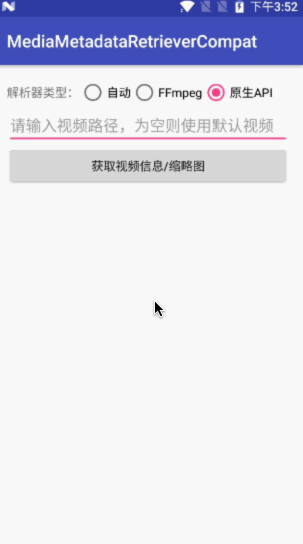 下午3:52
MediaMetadataRetrieverCompat
解析器类型： 自动 FFmpeg 原生API
请输入视频路径，为空则使用默认视频
获取视频信息/缩略图